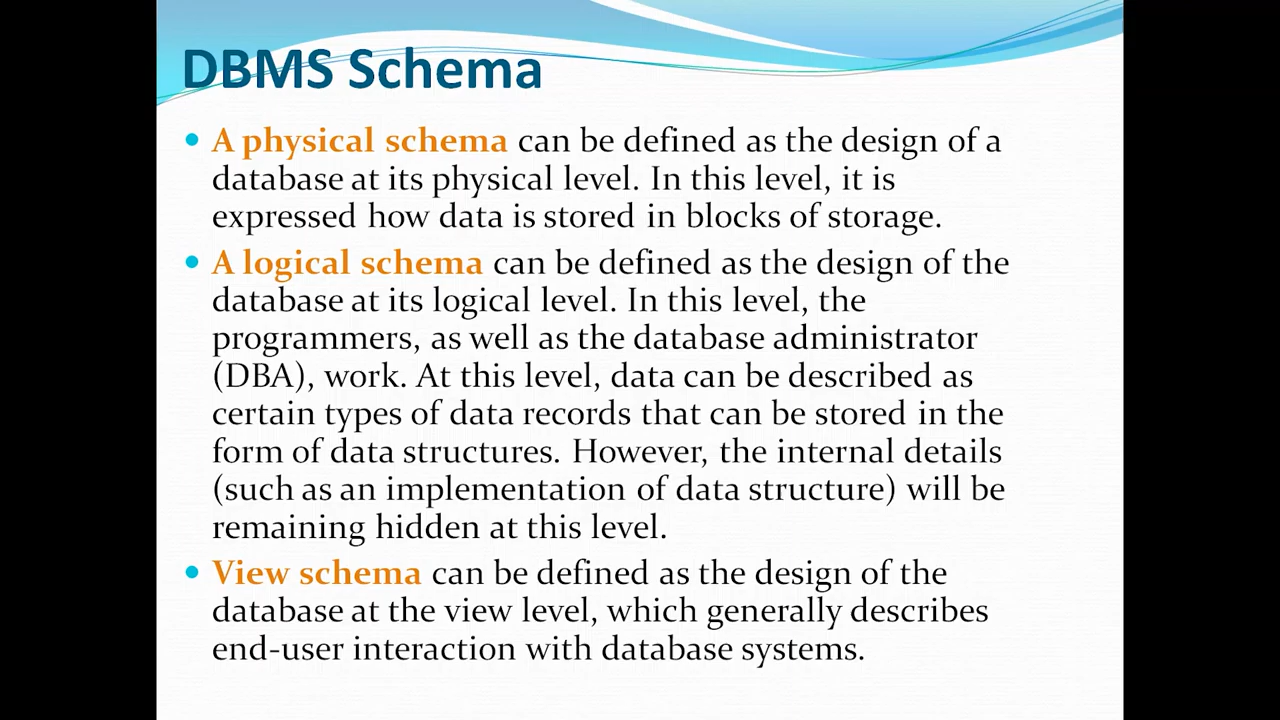 DBMS Schema
• A physical schema can be defined as the design of a
database at its physical level. In this level, it is
expressed how data is stored in blocks of storage.
• A logical schema can be defined as the design of the
database at its logical level. In this level, the
programmers, as well as the database administrator
(DBA), work. At this level, data can be described as
certain types of data records that can be stored in the
form of data structures. However, the internal details
(such as an implementation of data structure) will be
remaining hidden at this level.
• View schema can be defined as the design of the
database at the view level, which generally describes
end-user interaction with database systems.